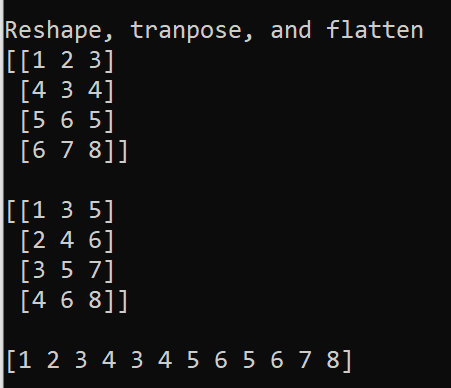 Reshape, tranpose, and flatten
[[1 2 3]
 [4 3 4]
 [5 6 5]
 [6 7 8]]

[[1 3 5]
 [2 4 6]
 [3 5 7]
 [4 6 8]]

[1 2 3 4 3 4 5 6 5 6 7 8]